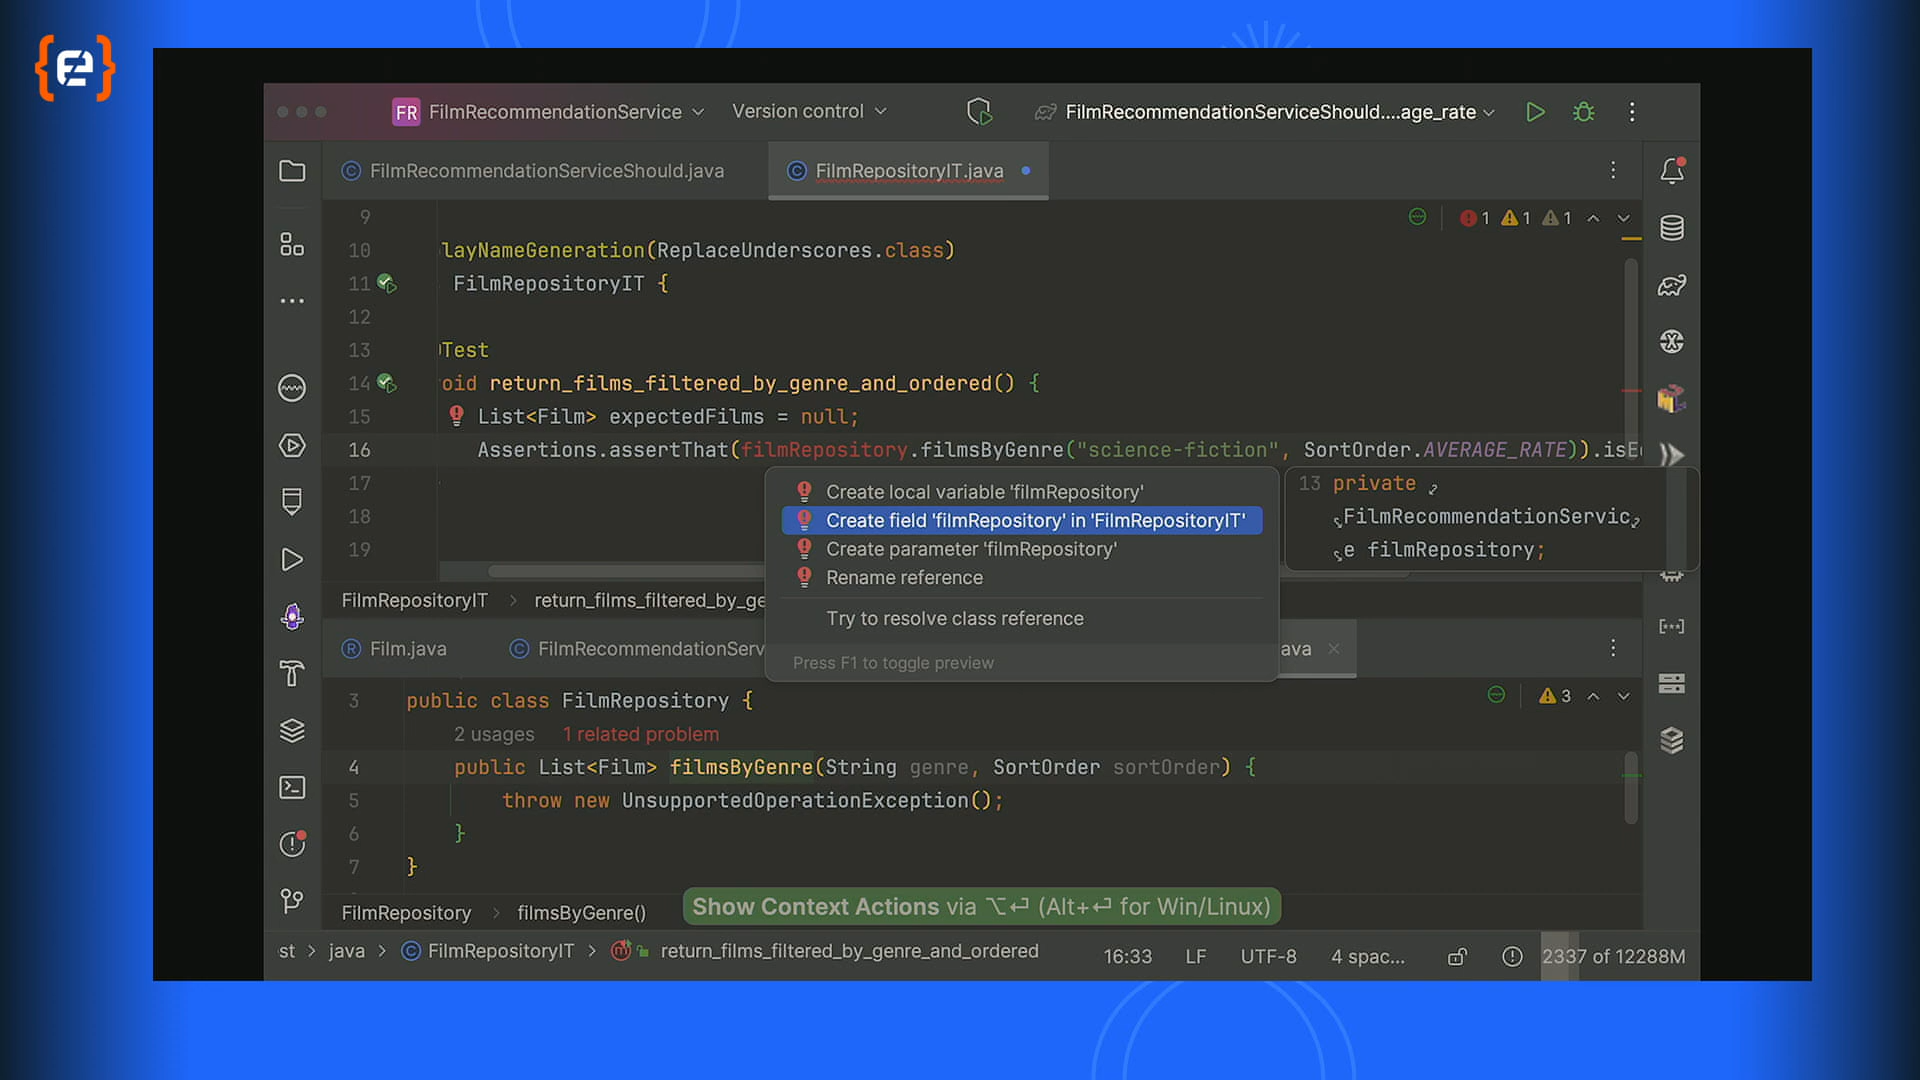 FR FilmRecommendationService Version control FilmRecommendationServiceShould....age_rate
FilmRecommendationServiceShould.java FilmRepositoryIT.java
9 1 1 1
10 layNameGeneration(ReplaceUnderscores.class)
11 FilmRepositoryIT {
12
13 Test
14 oid return_films_filtered_by_genre_and_ordered() {
15 List<Film> expectedFilms = null;
16 Assertions.assertThat(filmRepository.filmsByGenre("science-fiction", SortOrder.AVERAGE_RATE)).isE
17
18
19
Create local variable 'filmRepository'
Create field 'filmRepository' in 'FilmRepositoryIT'
Create parameter 'filmRepository'
Rename reference
Try to resolve class reference
Press F1 to toggle preview
13 private
FilmRecommendationServic
e filmRepository;
FilmRepositoryIT > return_films_filtered_by_ge
Film.java FilmRecommendationServ ava
3 public class FilmRepository { 3
2 usages 1 related problem
4 public List<Film> filmsByGenre(String genre, SortOrder sortOrder) {
5 throw new UnsupportedOperationException();
6 }
7 }
FilmRepository > filmsByGenre()
Show Context Actions via ⌥⏎ (Alt+⏎ for Win/Linux)
st > java > FilmRepositoryIT > return_films_filtered_by_genre_and_ordered 16:33 LF UTF-8 4 spac... 2337 of 12288M